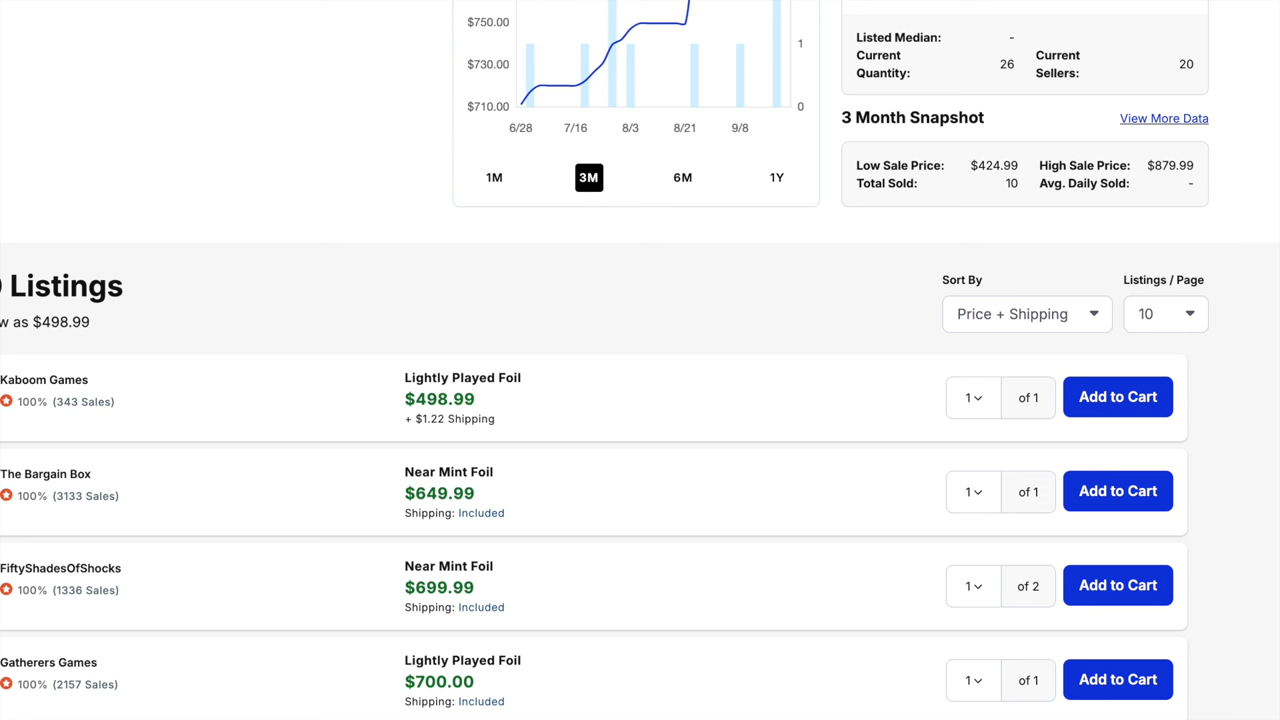 $750.00
$730.00
$710.00
1
0
6/28 7/16 8/3 8/21 9/8
1M 3M 6M 1Y
Listed Median: -
Current Quantity: 26 Current Sellers: 20
3 Month Snapshot View More Data
Low Sale Price: $424.99 High Sale Price: $879.99
Total Sold: 10 Avg. Daily Sold: -
Listings
as $498.99
Sort By Listings / Page
Price + Shipping 10
Kaboom Games
100% (343 Sales)
Lightly Played Foil
$498.99
+ $1.22 Shipping
1 of 1 Add to Cart
The Bargain Box
100% (3133 Sales)
Near Mint Foil
$649.99
Shipping: Included
1 of 1 Add to Cart
FiftyShadesOfShocks
100% (1336 Sales)
Near Mint Foil
$699.99
Shipping: Included
1 of 2 Add to Cart
Gatherers Games
100% (2157 Sales)
Lightly Played Foil
$700.00
Shipping: Included
1 of 1 Add to Cart